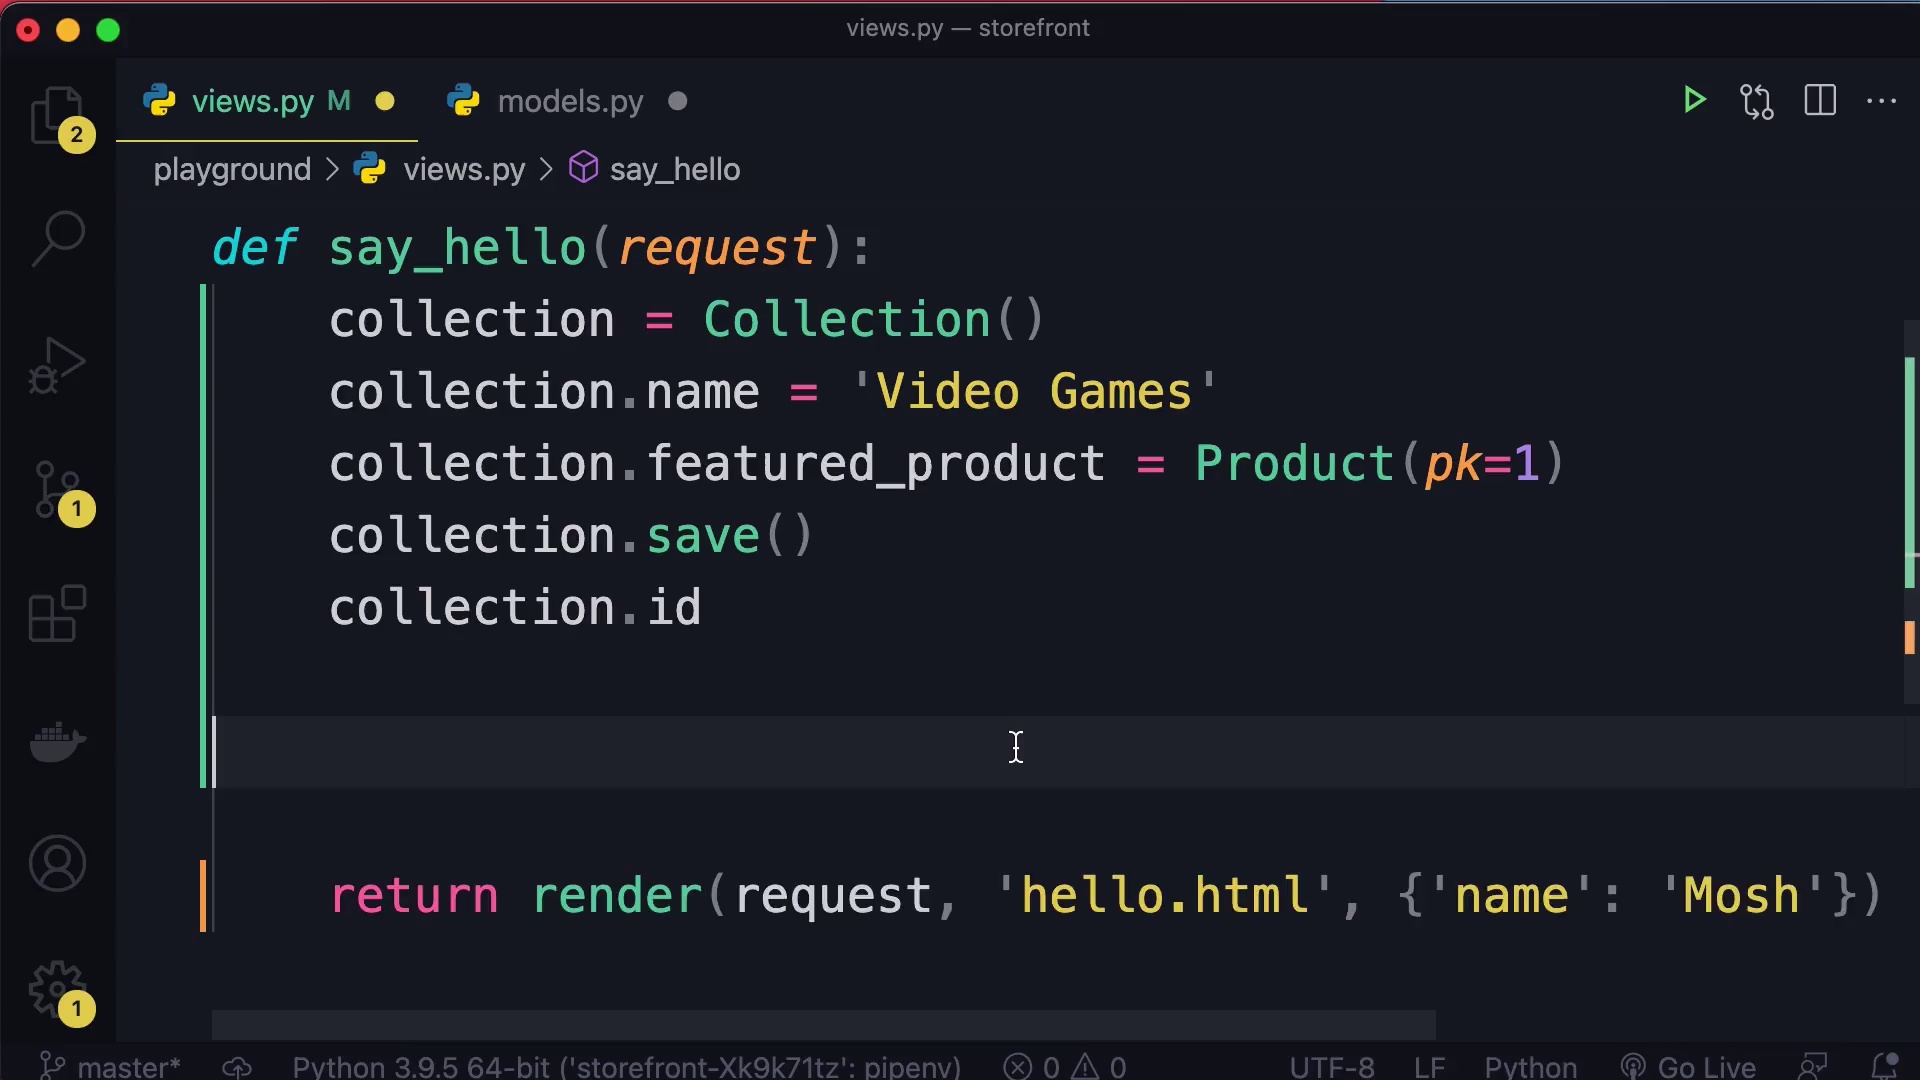 views.py — storefront
views.py M
models.py
2
playground > views.py > say_hello
def say_hello(request):
collection = Collection()
collection.name = 'Video Games'
collection.featured_product = Product(pk=1)
collection.save()
1
collection.id
return render(request, 'hello.html', {'name': 'Mosh'})
1
master* Python 3.9.5 64-bit ('storefront-Xk9k71tz': pipenv) 0 0 UTF-8 LF Python Go Live